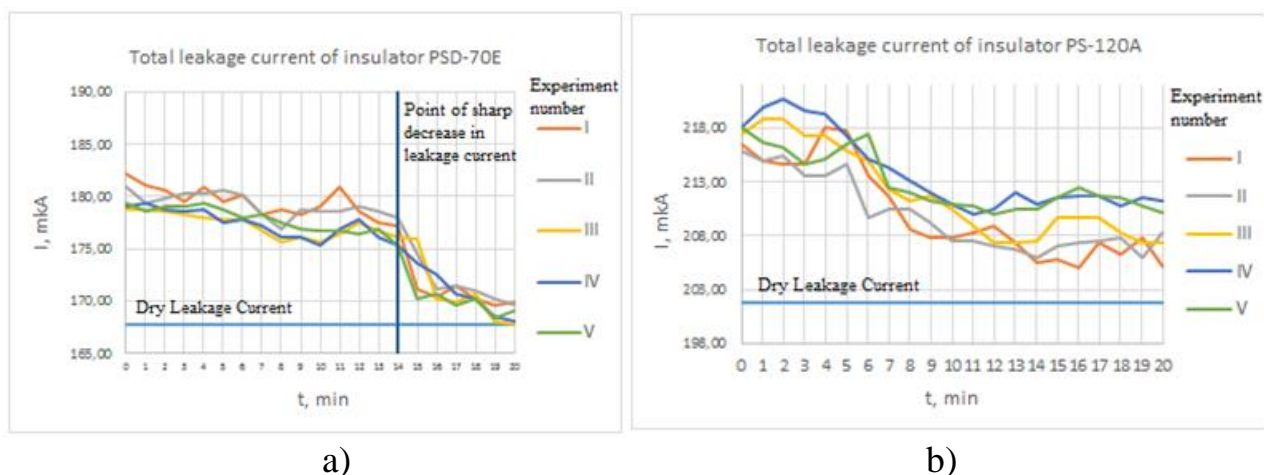 Total leakage current of insulator PSD-70E
190,00
185,00
180,00
175,00
170,00
165,00
I, mkA
Point of sharp
decrease in
leakage current
Dry Leakage Current
0 1 2 3 4 5 6 7 8 9 10 11 12 13 14 15 16 17 18 19 20
t, min
Experiment
number
I
II
III
IV
V
a)
Total leakage current of insulator PS-120A
218,00
213,00
208,00
203,00
198,00
I, mkA
Dry Leakage Current
0 1 2 3 4 5 6 7 8 9 10 11 12 13 14 15 16 17 18 19 20
t, min
Experiment
number
I
II
III
IV
V
b)